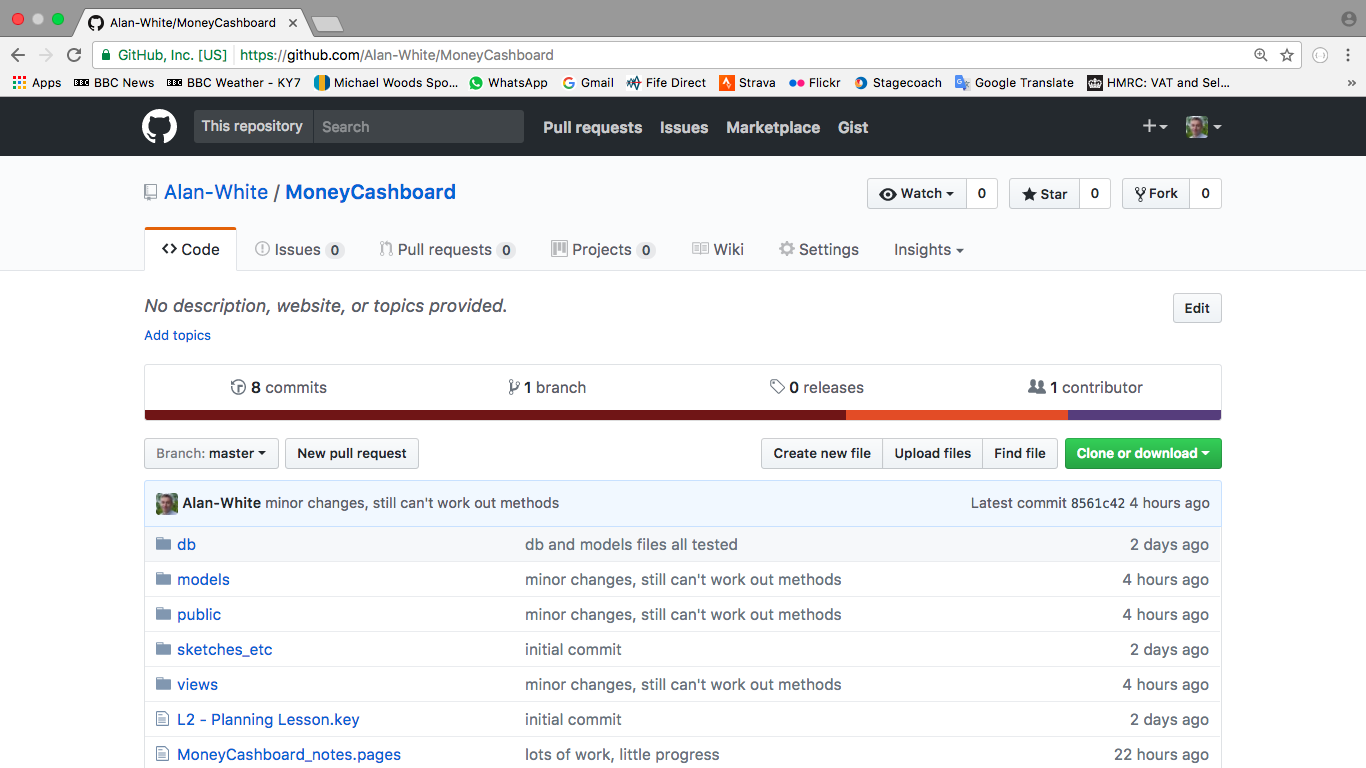 Alan-White/MoneyCashboard
GitHub, Inc. [US] https://github.com/Alan-White/MoneyCashboard
Apps BBC News BBC Weather - KY7 Michael Woods Spo... WhatsApp Gmail Fife Direct Strava Flickr Stagecoach Google Translate HMRC: VAT and Sel... »
This repository Search Pull requests Issues Marketplace Gist
Alan-White / MoneyCashboard Watch 0 Star 0 Fork 0
Code Issues 0 Pull requests 0 Projects 0 Wiki Settings Insights
No description, website, or topics provided. Edit
Add topics
8 commits 1 branch 0 releases 1 contributor
Branch: master New pull request Create new file Upload files Find file Clone or download
Alan-White minor changes, still can't work out methods Latest commit 8561c42 4 hours ago
db db and models files all tested 2 days ago
models minor changes, still can't work out methods 4 hours ago
public minor changes, still can't work out methods 4 hours ago
sketches_etc initial commit 2 days ago
views minor changes, still can't work out methods 4 hours ago
L2 - Planning Lesson.key initial commit 2 days ago
MoneyCashboard_notes.pages lots of work, little progress 22 hours ago